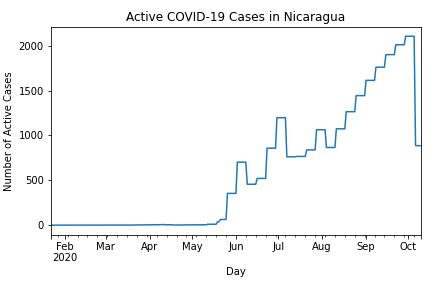 Active COVID-19 Cases in Nicaragua
Number of Active Cases
2000
1500
1000
500
0
Feb Mar Apr May Jun Jul Aug Sep Oct
2020
Day